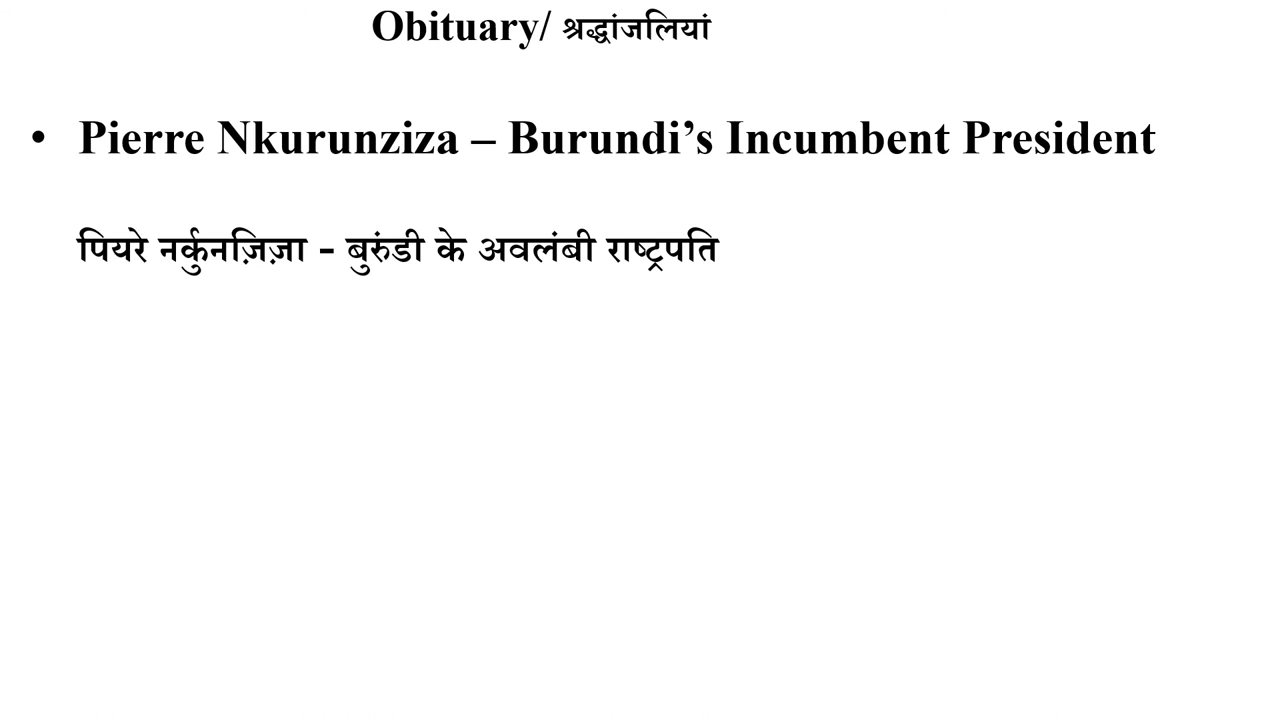 Obituary/ श्रद्धांजलियां
• Pierre Nkurunziza – Burundi’s Incumbent President
पियरे नर्कुनज़िज़ा - बुरुंडी के अवलंबी राष्ट्रपति